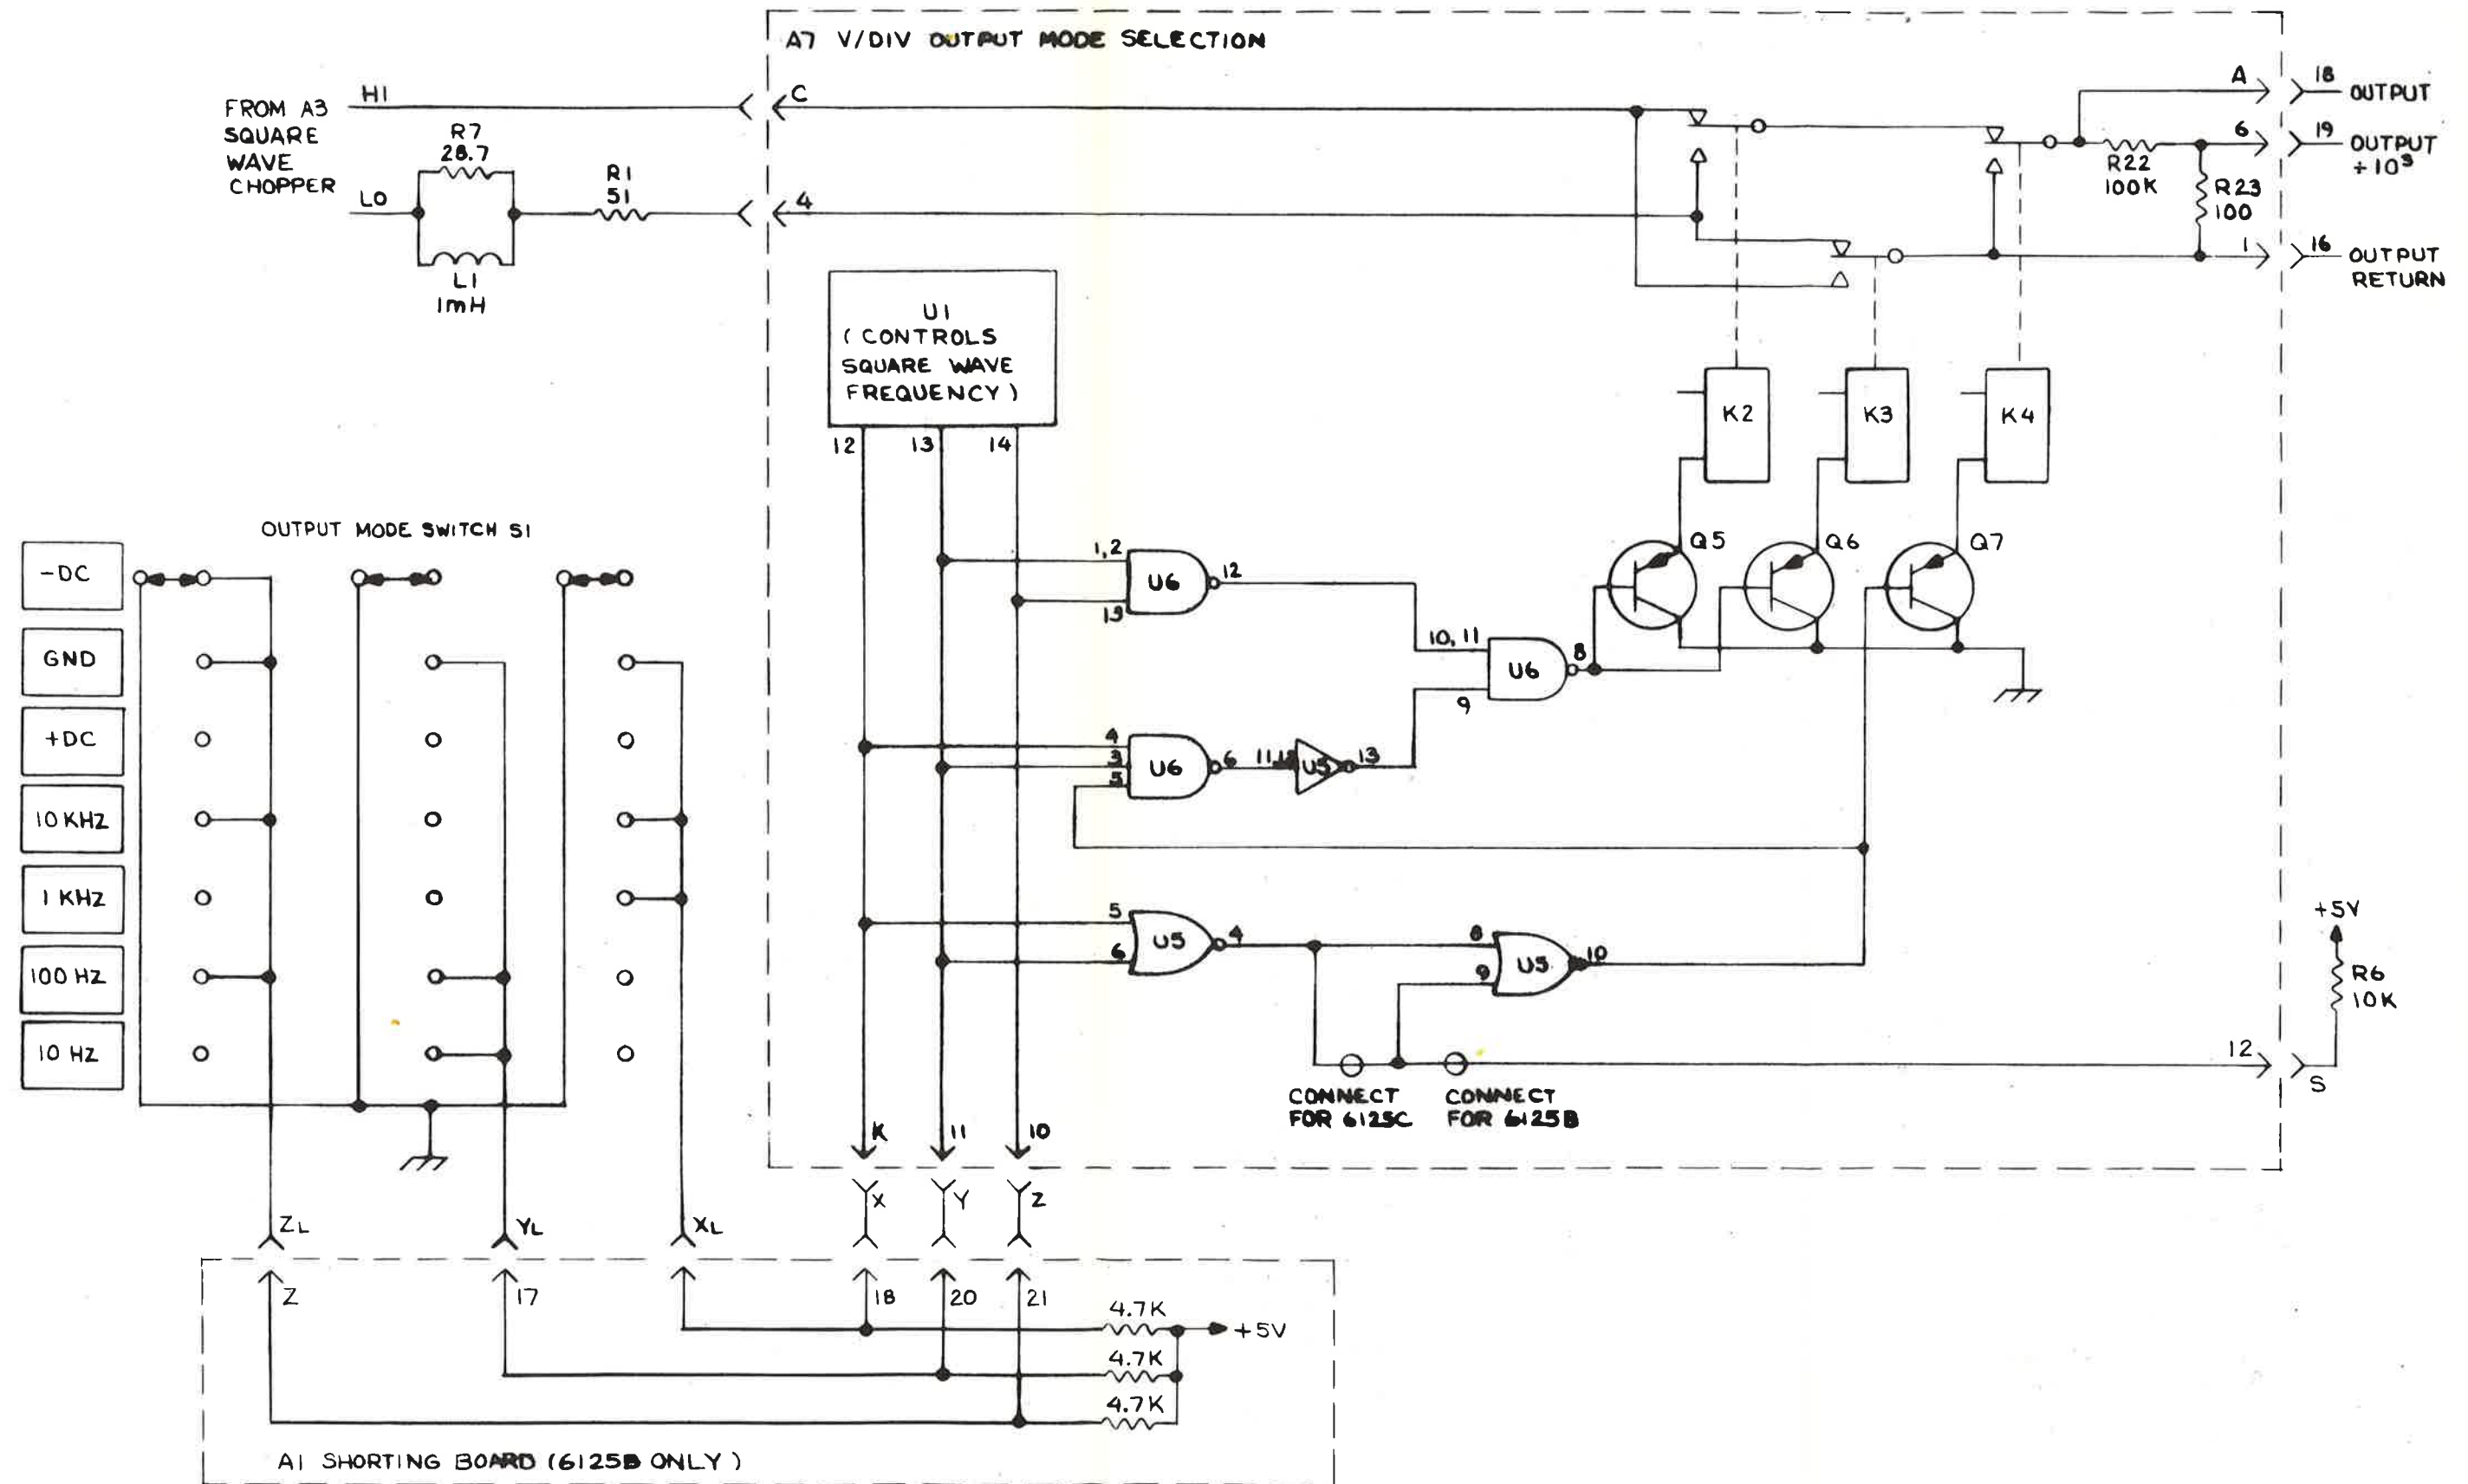 A7 V/DIV OUTPUT MODE SELECTION
FROM A3
SQUARE
WAVE
CHOPPER
HI
LO
R7
28.7
L1
1mH
R1
51
C
4
A
18
OUTPUT
6
19
OUTPUT
÷10³
R22
100K
R23
100
1
16
OUTPUT
RETURN
U1
(CONTROLS
SQUARE WAVE
FREQUENCY)
12
13
14
K2
K3
K4
Q5
Q6
Q7
OUTPUT MODE SWITCH S1
-DC
GND
+DC
10 KHZ
1 KHZ
100 HZ
10 HZ
1,2
13
U6
12
10,11
9
U6
8
4
3
5
U6
6
U5
13
5
6
U5
4
8
9
U5
10
+5V
R6
10K
12
S
CONNECT
FOR 6125C
CONNECT
FOR 6125B
K
11
10
X
Y
Z
ZL
YL
XL
Z
17
18
20
21
4.7K
+5V
4.7K
4.7K
A1 SHORTING BOARD (6125B ONLY)